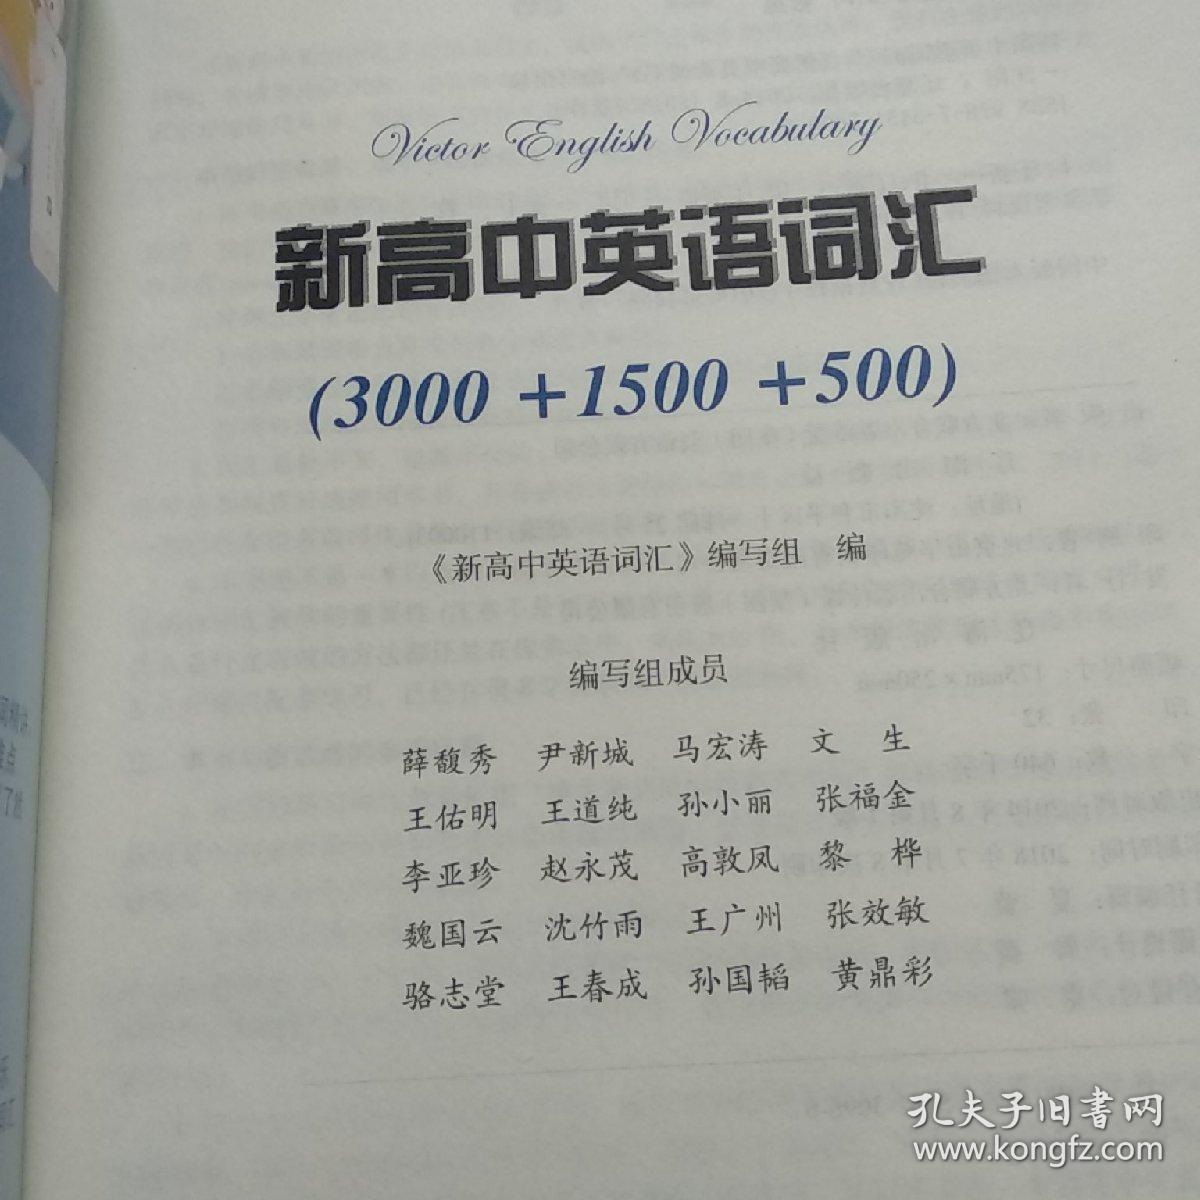 Victor English Vocabulary
新高中英语词汇
(3000 +1500 +500)
《新高中英语词汇》编写组 编
编写组成员
薛馥秀 尹新城 马宏涛 文 生
王佑明 王道纯 孙小丽 张福金
李亚珍 赵永茂 高敦凤 黎 桦
魏国云 沈竹雨 王广州 张效敏
骆志堂 王春成 孙国韬 黄鼎彩
孔夫子旧书网
www.kongfz.com